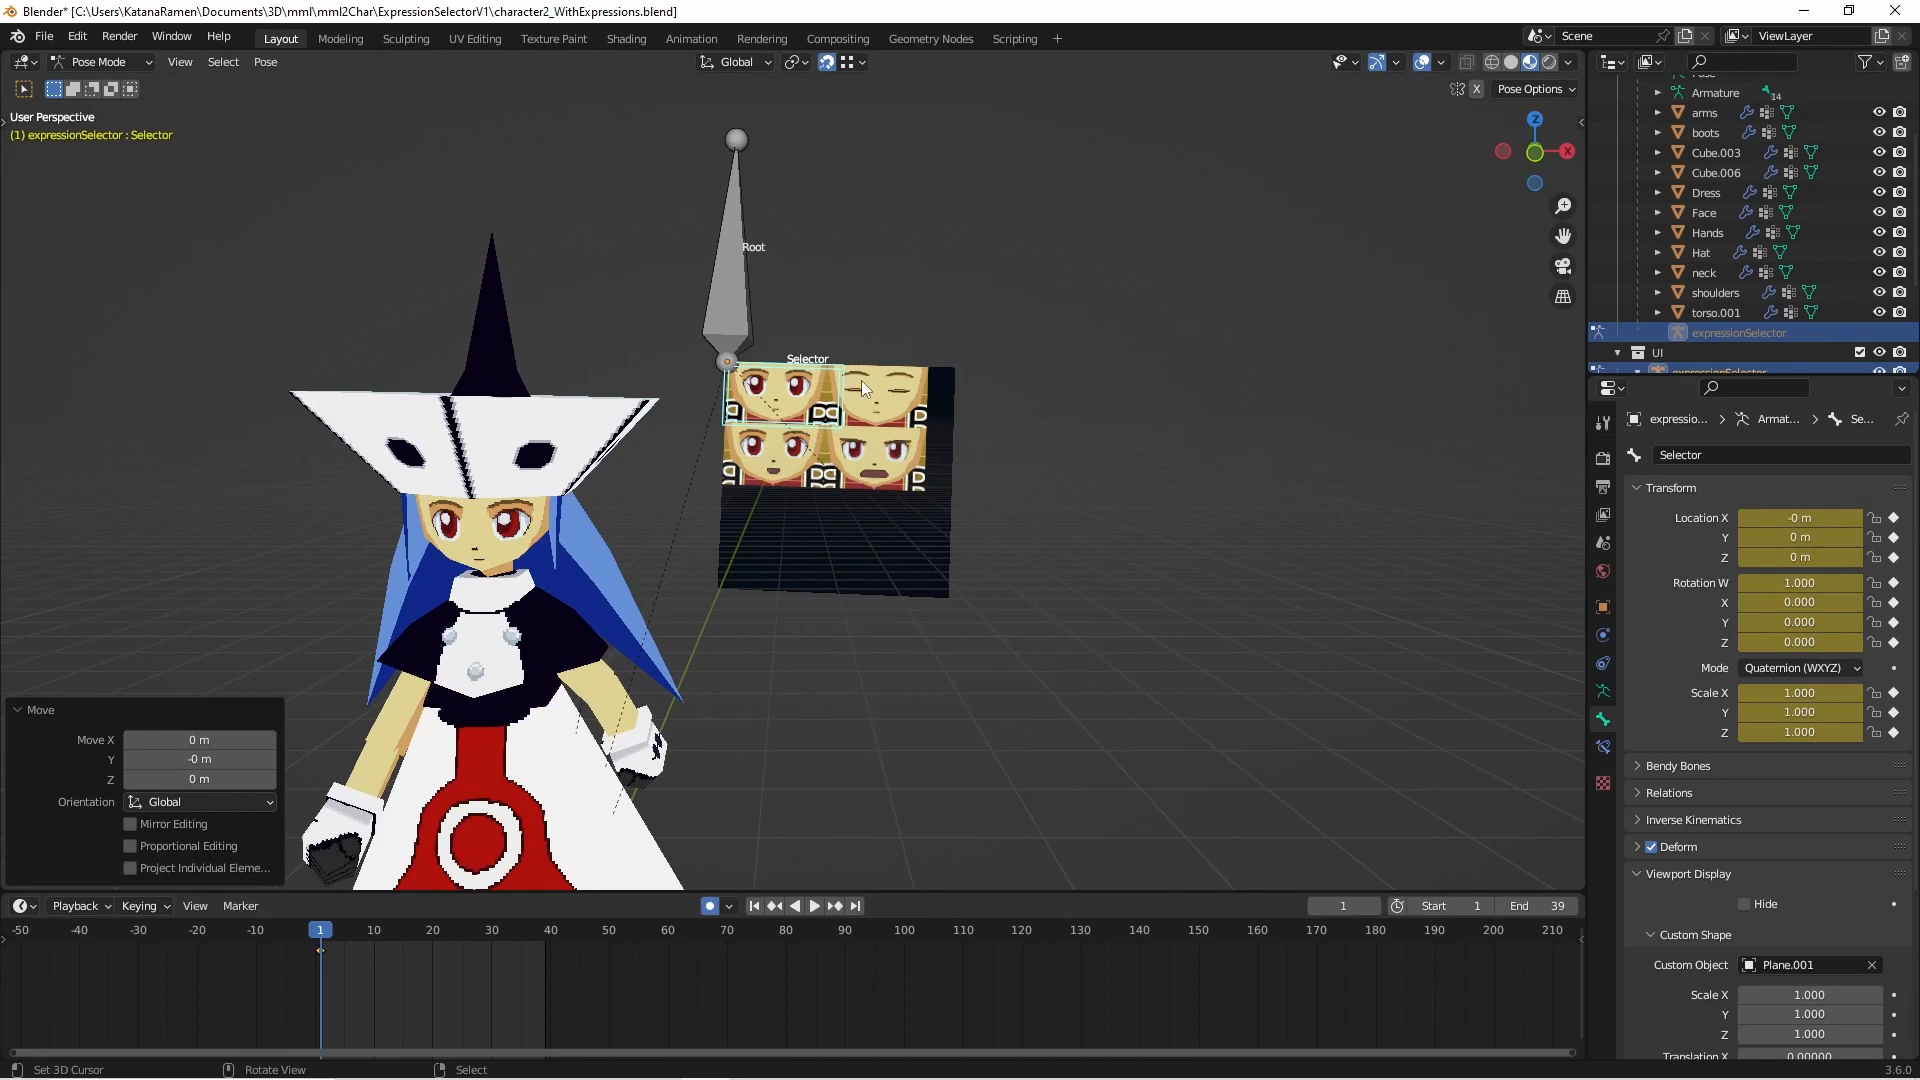 Blender* [C:\Users\KatanaRamen\Documents\3D\mml\mml2Char\ExpressionSelectorV1\character2_WithExpressions.blend]
File Edit Render Window Help Layout Modeling Sculpting UV Editing Texture Paint Shading Animation Rendering Compositing Geometry Nodes Scripting + Scene ViewLayer
Pose Mode View Select Pose Global
X Pose Options
User Perspective
(1) expressionSelector : Selector
Z
X
Root
Selector
Armature 14
arms
boots
Cube.003
Cube.006
Dress
Face
Hands
Hat
neck
shoulders
torso.001
expressionSelector
UI
expressionSelector
expressio... Armat... Se...
Selector
Transform
Location X -0 m
Y 0 m
Z 0 m
Rotation W 1.000
X 0.000
Y 0.000
Z 0.000
Mode Quaternion (WXYZ)
Scale X 1.000
Y 1.000
Z 1.000
Bendy Bones
Relations
Inverse Kinematics
Deform
Viewport Display
Hide
Custom Shape
Custom Object Plane.001
Scale X 1.000
Y 1.000
Z 1.000
Translation X 0.00000
Move
Move X 0 m
Y -0 m
Z 0 m
Orientation Global
Mirror Editing
Proportional Editing
Project Individual Eleme...
Playback Keying View Marker 1 Start 1 End 39
-50 -40 -30 -20 -10 1 10 20 30 40 50 60 70 80 90 100 110 120 130 140 150 160 170 180 190 200 210
Set 3D Cursor Rotate View Select 3.6.0